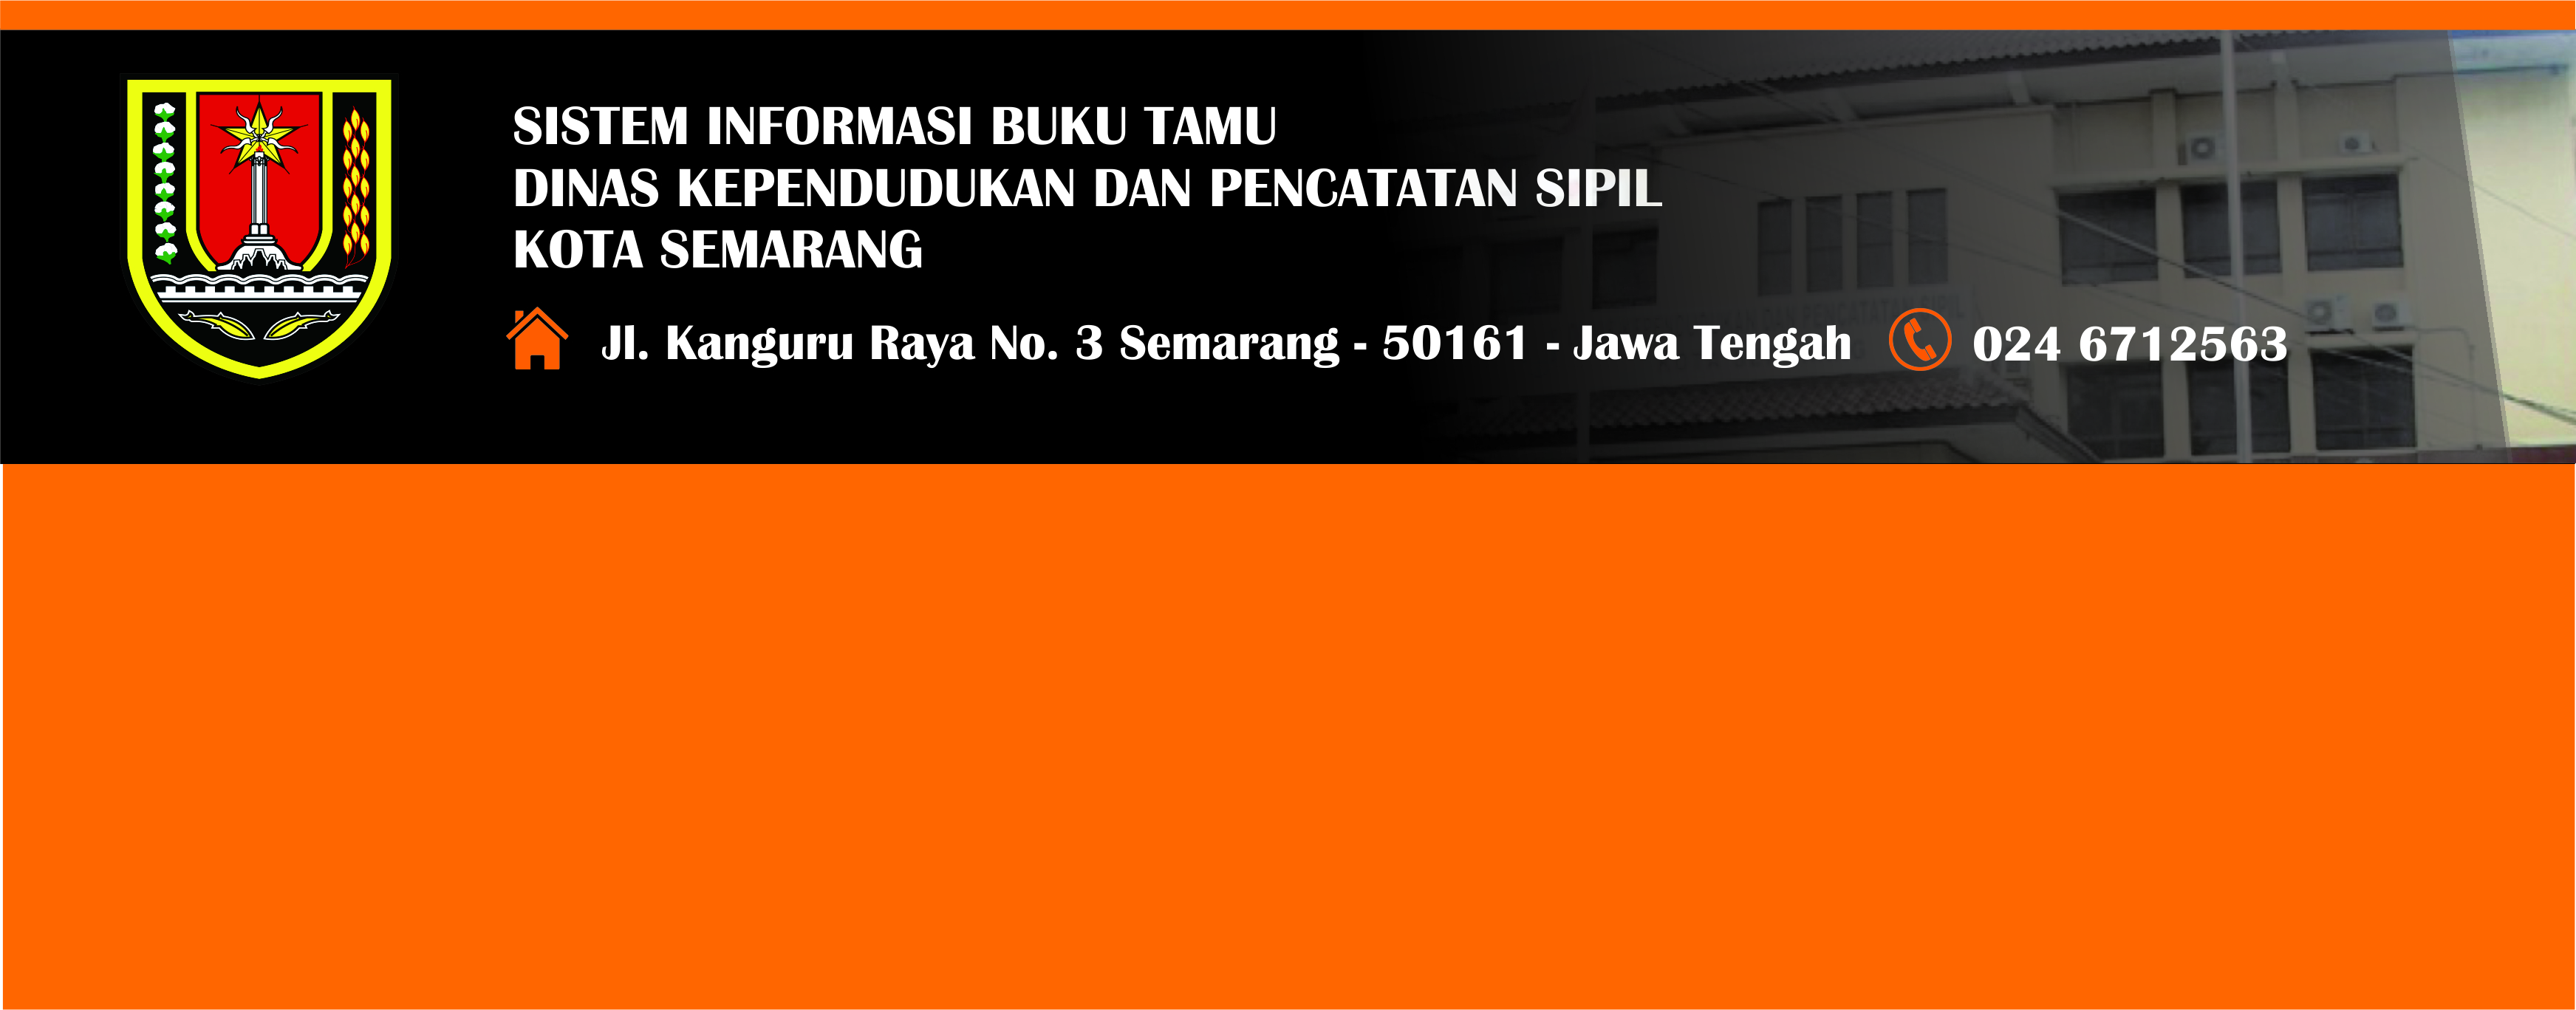 SISTEM INFORMASI BUKU TAMU
DINAS KEPENDUDUKAN DAN PENCATATAN SIPIL
KOTA SEMARANG
Jl. Kanguru Raya No. 3 Semarang - 50161 - Jawa Tengah 024 6712563